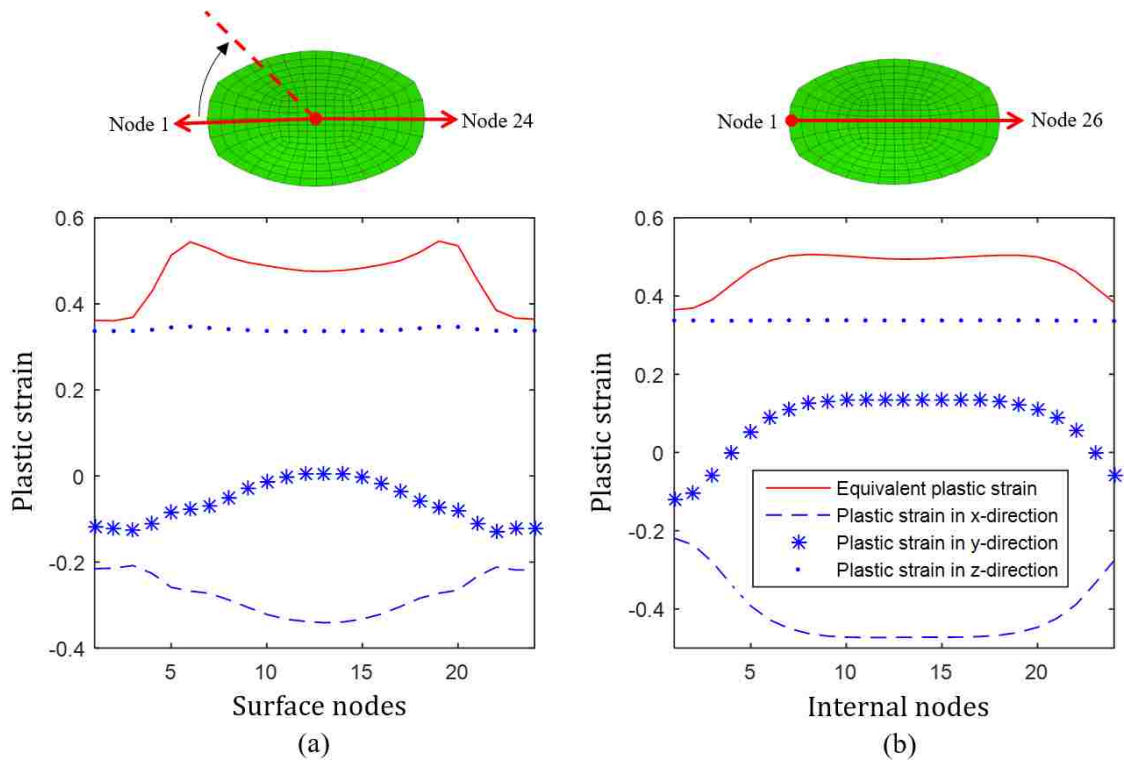 Node 1
Node 24
0.6
0.4
0.2
0
-0.2
-0.4
Plastic strain
5
10
15
20
Surface nodes
(a)
Node 1
Node 26
0.6
0.4
0.2
0
-0.2
-0.4
Plastic strain
Equivalent plastic strain
Plastic strain in x-direction
Plastic strain in y-direction
Plastic strain in z-direction
5
10
15
20
Internal nodes
(b)